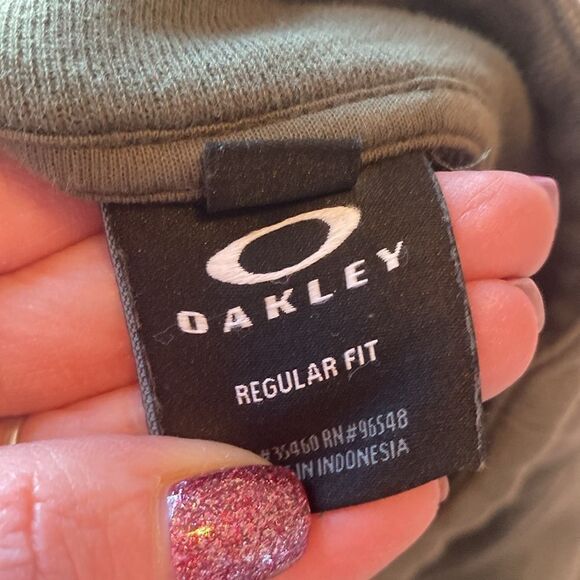 OAKLEY
REGULAR FIT
#35460 RN#96548
IN INDONESIA